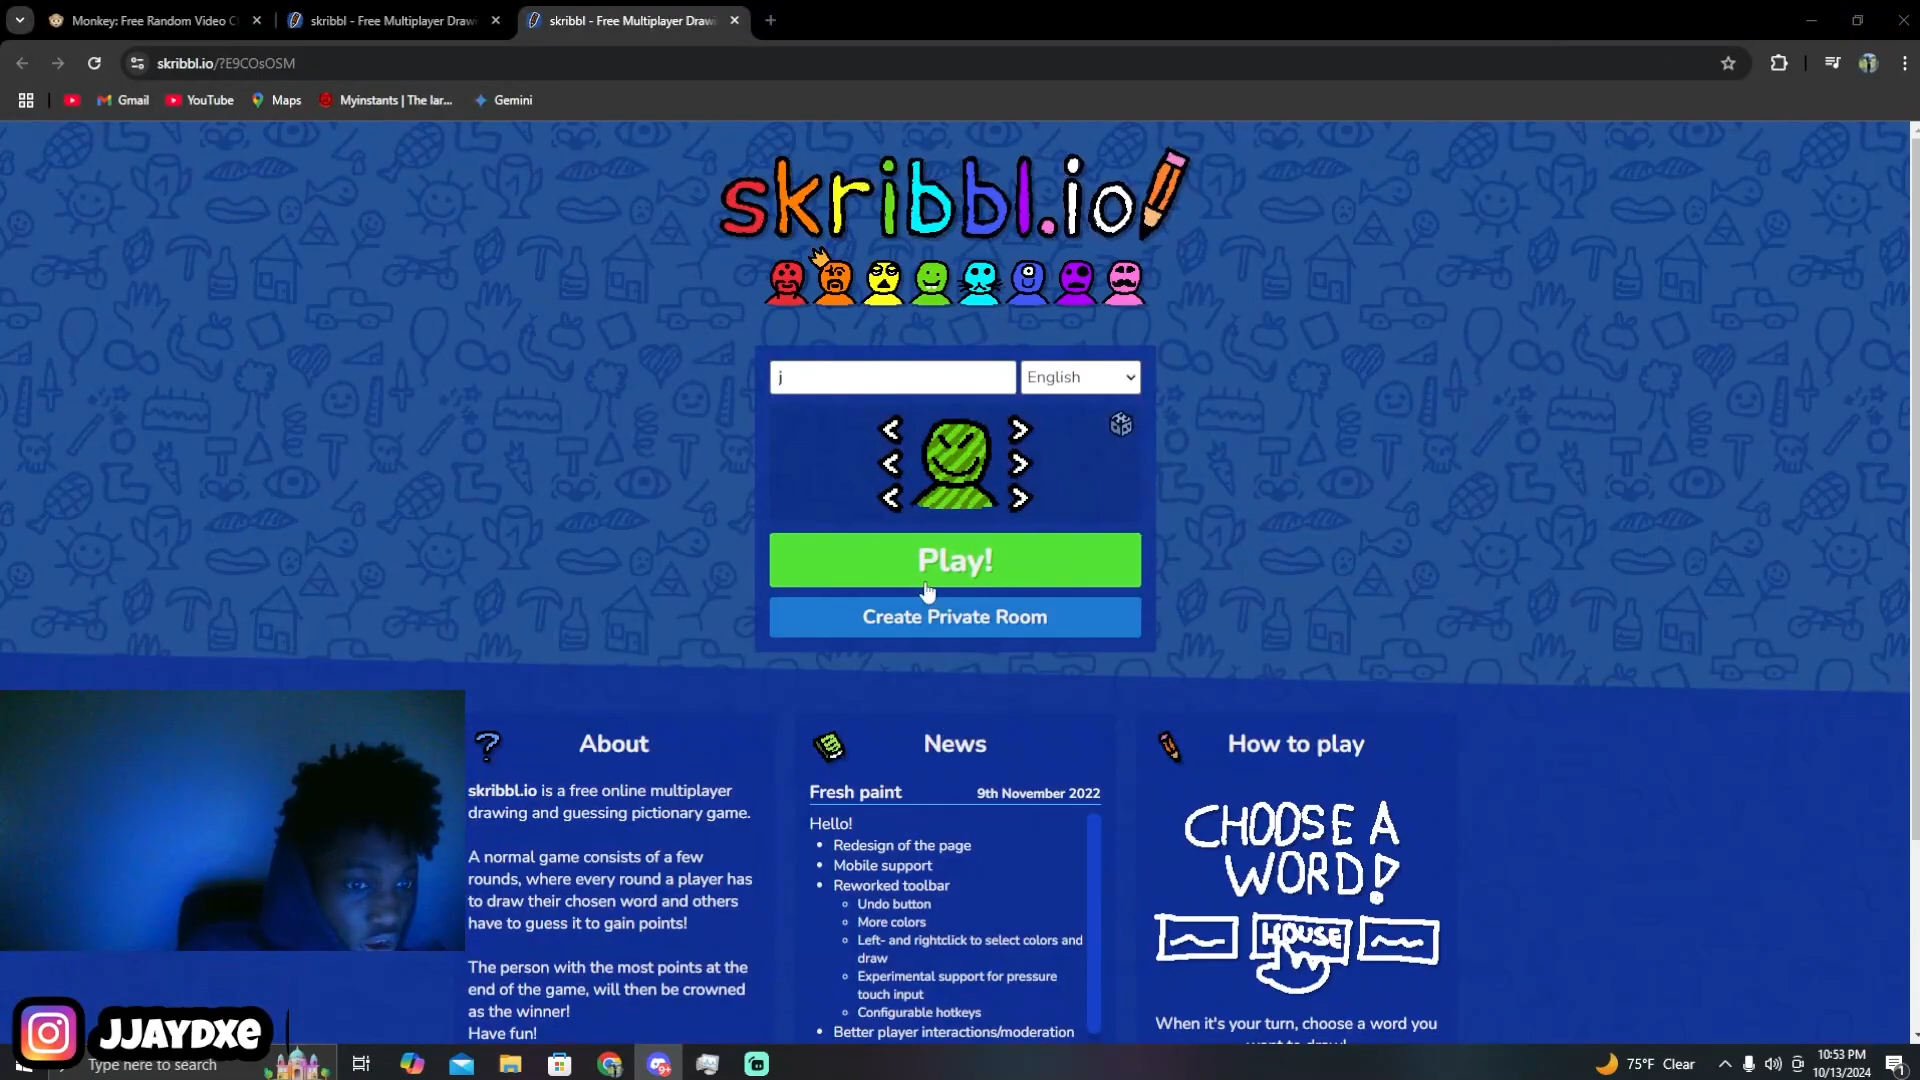 Monkey: Free Random Video C
skribbl - Free Multiplayer Draw
skribbl - Free Multiplayer Draw
skribbl.io/?E9COsOSM
Gmail
YouTube
Maps
Myinstants | The lar...
Gemini
skribbl.io
j
English
Play!
Create Private Room
About
skribbl.io is a free online multiplayer
drawing and guessing pictionary game.
A normal game consists of a few
rounds, where every round a player has
to draw their chosen word and others
have to guess it to gain points!
The person with the most points at the
end of the game, will then be crowned
as the winner!
Have fun!
News
Fresh paint 9th November 2022
Hello!
Redesign of the page
Mobile support
Reworked toolbar
Undo button
More colors
Left- and rightclick to select colors and
draw
Experimental support for pressure
touch input
Configurable hotkeys
Better player interactions/moderation
How to play
CHOOSE A
WORD!
HOUSE
When it's your turn, choose a word you
JJAYDXE
Type here to search
9+
75°F Clear
10:53 PM
10/13/2024
1